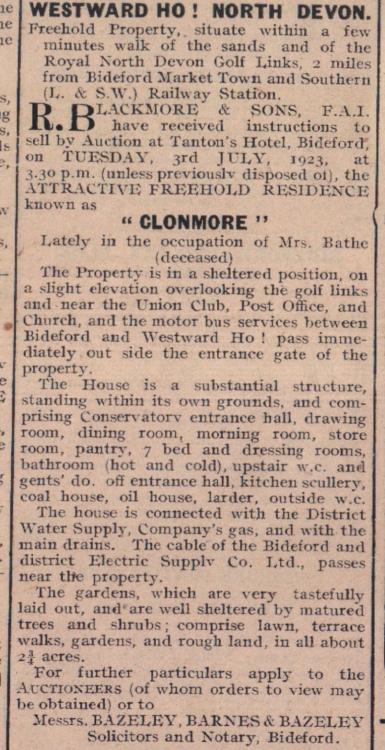 WESTWARD HO! NORTH DEVON.
Freehold Property, situate within a few
minutes walk of the sands and of the
Royal North Devon Golf Links, 2 miles
from Bideford Market Town and Southern
(L. & S.W.) Railway Station.
R. BLACKMORE & SONS, F.A.I.
have received instructions to
sell by Auction at Tanton's Hotel, Bideford,
on TUESDAY, 3rd JULY, 1923, at
3.30 p.m. (unless previously disposed of), the
ATTRACTIVE FREEHOLD RESIDENCE
known as
"CLONMORE"
Lately in the occupation of Mrs. Bathe
(deceased)
The Property is in a sheltered position, on
a slight elevation overlooking the golf links
and near the Union Club, Post Office, and
Church, and the motor bus services between
Bideford and Westward Ho! pass imme-
diately out side the entrance gate of the
property.
The House is a substantial structure,
standing within its own grounds, and com-
prising Conservatory entrance hall, drawing
room, dining room, morning room, store
room, pantry, 7 bed and dressing rooms,
bathroom (hot and cold), upstair w.c. and
gents' do. off entrance hall, kitchen scullery,
coal house, oil house, larder, outside w.c.
The house is connected with the District
Water Supply, Company's gas, and with the
main drains. The cable of the Bideford and
district Electric Supply Co. Ltd., passes
near the property.
The gardens, which are very tastefully
laid out, and are well sheltered by matured
trees and shrubs; comprise lawn, terrace
walks, gardens, and rough land, in all about
2¾ acres.
For further particulars apply to the
AUCTIONEERS (of whom orders to view may
be obtained) or to
Messrs. BAZELEY, BARNES & BAZELEY
Solicitors and Notary, Bideford.